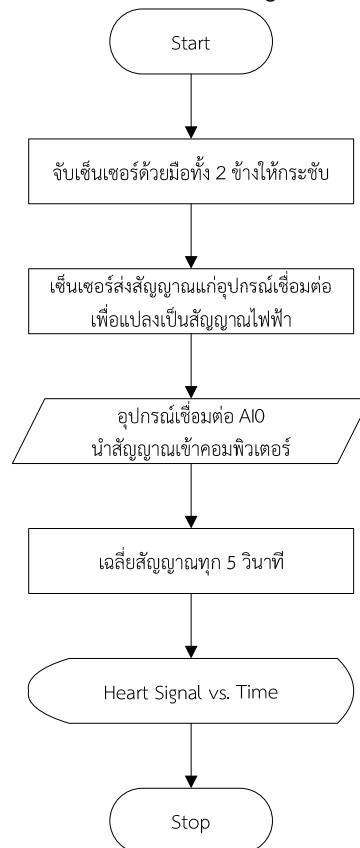 Start
จับเซ็นเซอร์ด้วยมือทั้ง 2 ข้างให้กระชับ
เซ็นเซอร์ส่งสัญญาณแก่อุปกรณ์เชื่อมต่อ
เพื่อแปลงเป็นสัญญาณไฟฟ้า
อุปกรณ์เชื่อมต่อ AI0
นำสัญญาณเข้าคอมพิวเตอร์
เฉลี่ยสัญญาณทุก 5 วินาที
Heart Signal vs. Time
Stop